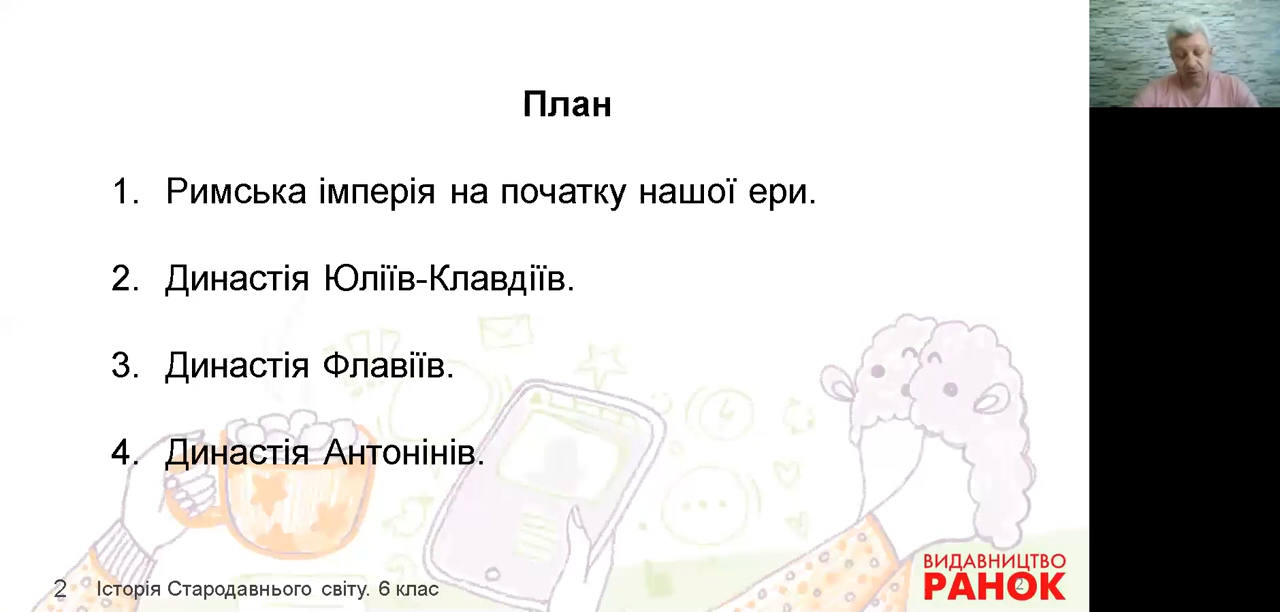 План
1. Римська імперія на початку нашої ери.
2. Династія Юліїв-Клавдіїв.
3. Династія Флавіїв.
4. Династія Антонінів.
2 Історія Стародавнього світу. 6 клас
ВИДАВНИЦТВО
РАНОК
2